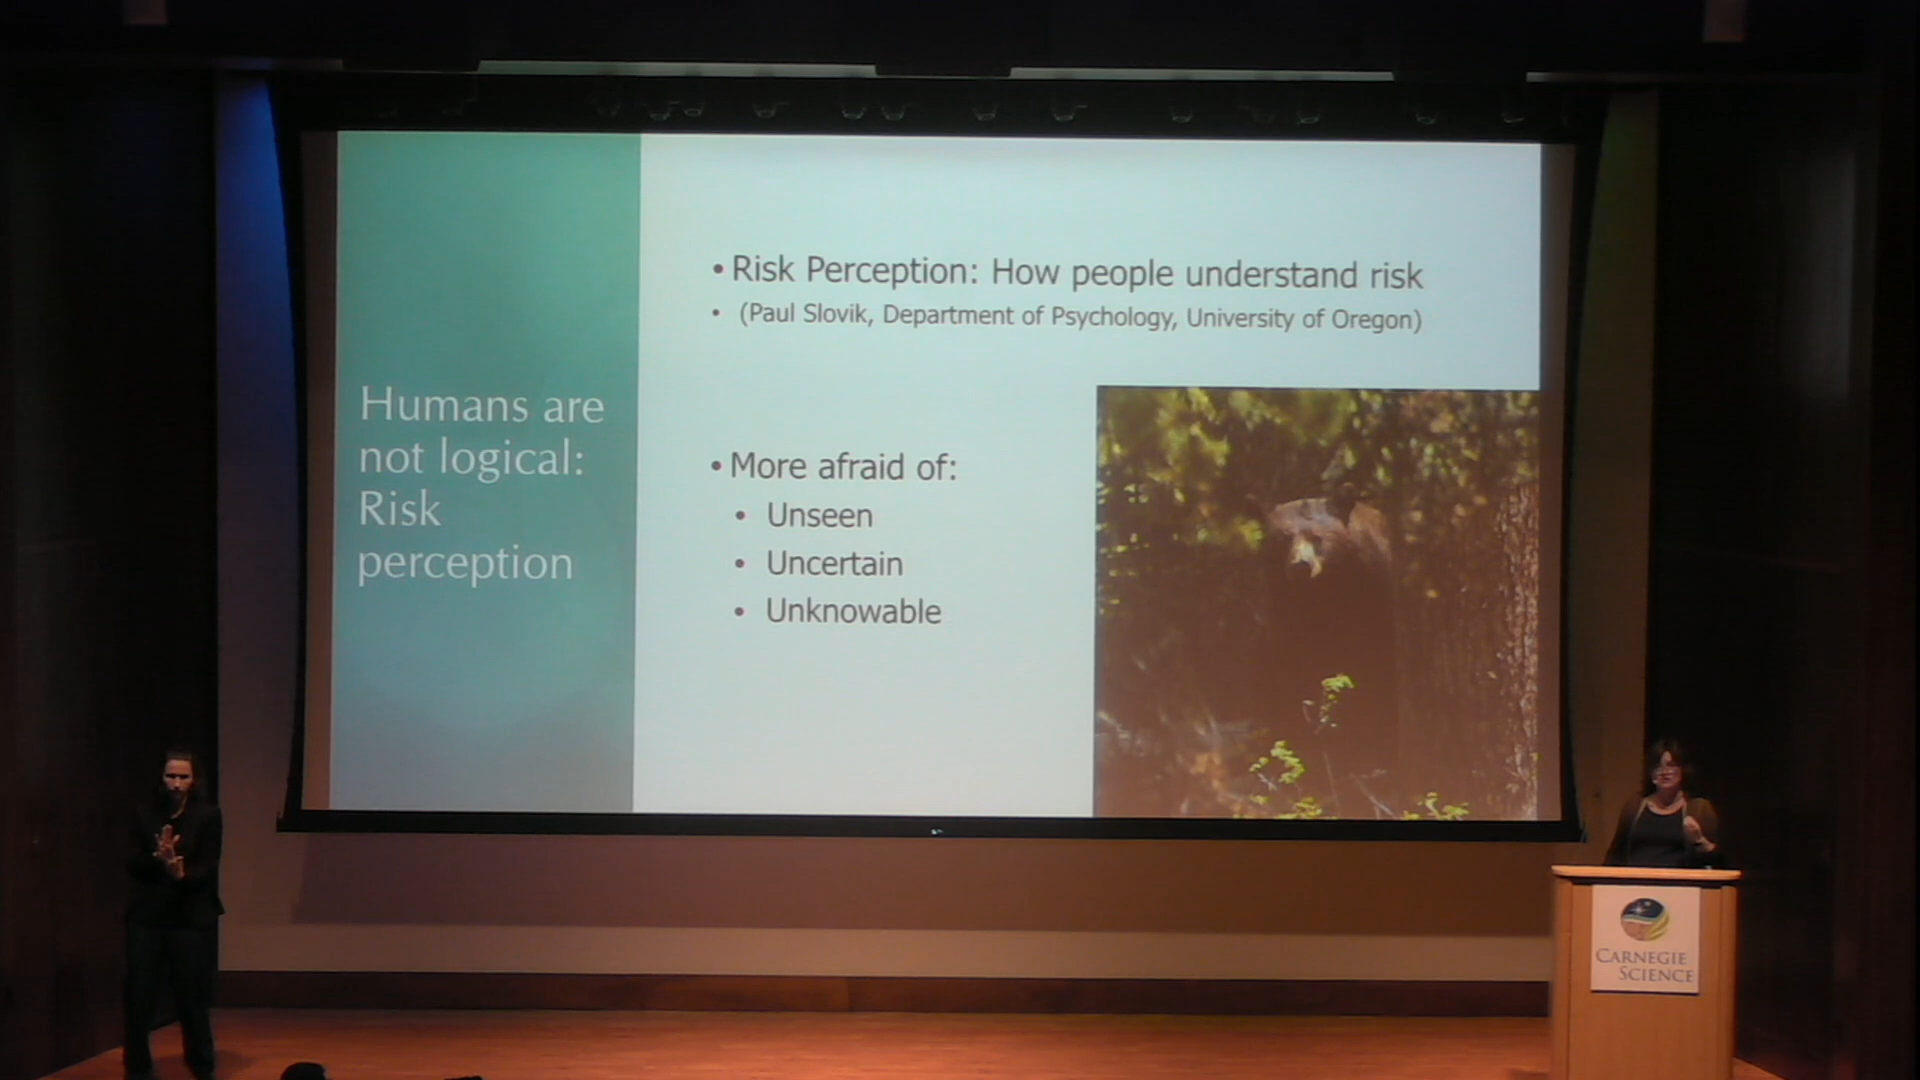 Humans are
not logical:
Risk
perception
• Risk Perception: How people understand risk
• (Paul Slovik, Department of Psychology, University of Oregon)
• More afraid of:
• Unseen
• Uncertain
• Unknowable
CARNEGIE
SCIENCE